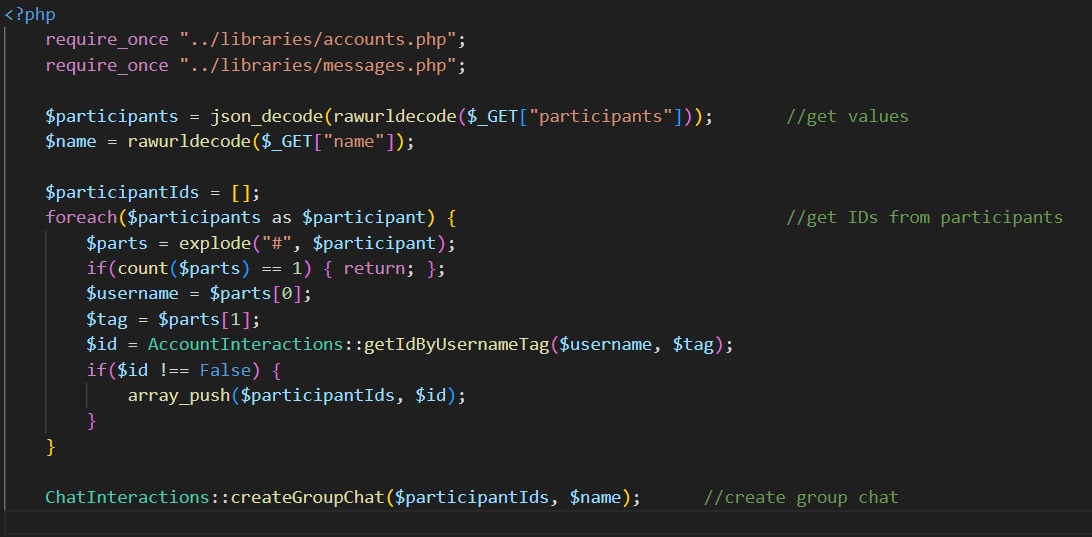 <?php
require_once "../libraries/accounts.php";
require_once "../libraries/messages.php";
$participants = json_decode(rawurldecode($_GET["participants"])); //get values
$name = rawurldecode($_GET["name"]);
$participantIds = [];
foreach($participants as $participant) { //get IDs from participants
$parts = explode("#", $participant);
if(count($parts) == 1) { return; };
$username = $parts[0];
$tag = $parts[1];
$id = AccountInteractions::getIdByUsernameTag($username, $tag);
if($id !== False) {
array_push($participantIds, $id);
}
}
ChatInteractions::createGroupChat($participantIds, $name); //create group chat